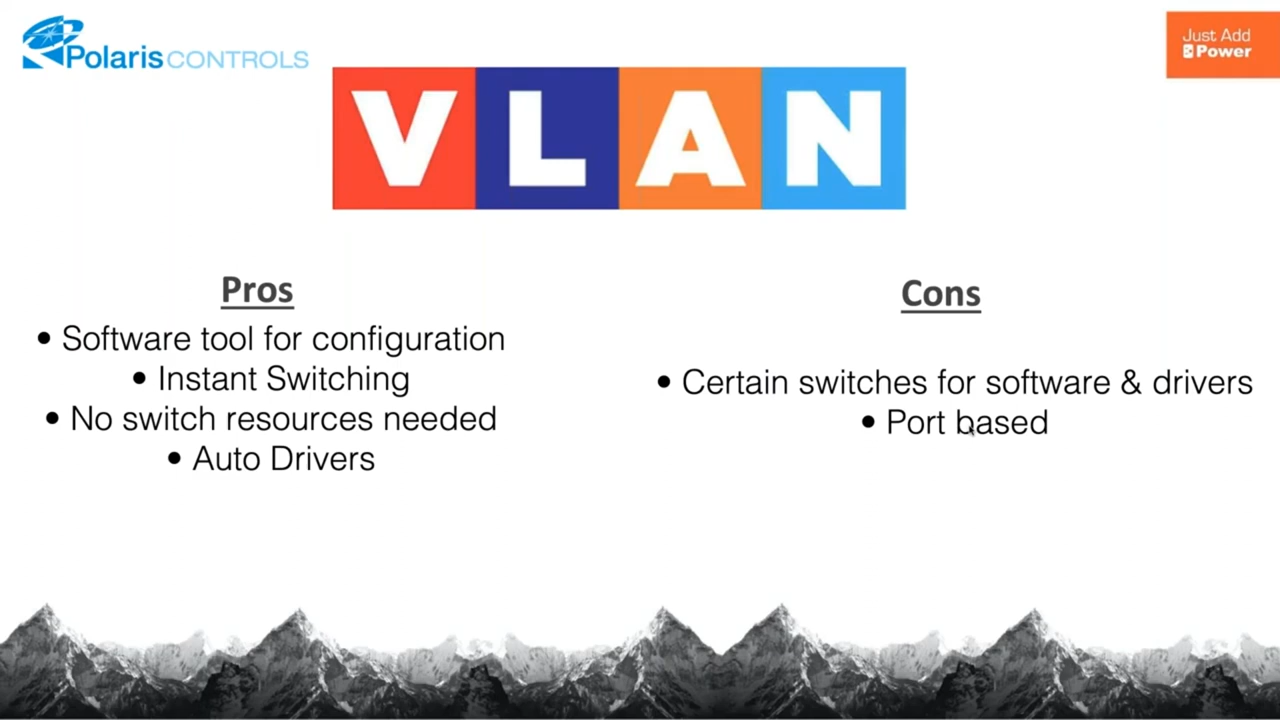 Polaris CONTROLS
Just Add
Power
VLAN
Pros
• Software tool for configuration
• Instant Switching
• No switch resources needed
• Auto Drivers
Cons
• Certain switches for software & drivers
• Port based